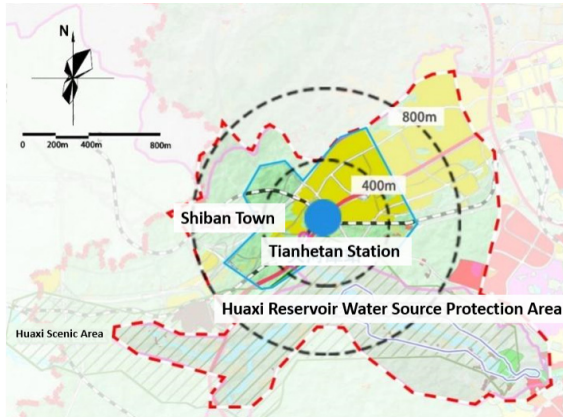 N
0
200m
400m
800m
800m
400m
Shiban Town
Tianhetan Station
Huaxi Reservoir Water Source Protection Area
Huaxi Scenic Area